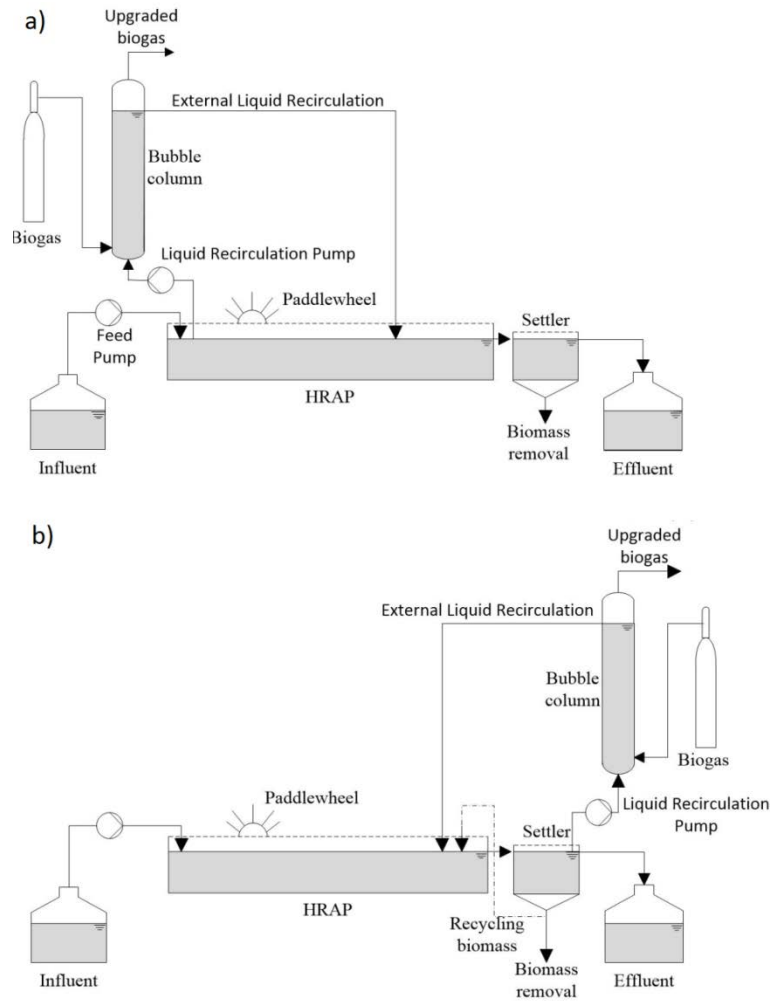 a)
Upgraded
biogas
External Liquid Recirculation
Bubble
column
Biogas
Liquid Recirculation Pump
Paddlewheel
Feed
Pump
Settler
HRAP
Biomass
removal
Influent
Effluent
b)
Upgraded
biogas
External Liquid Recirculation
Bubble
column
Biogas
Paddlewheel
Liquid Recirculation
Pump
Settler
HRAP
Recycling
biomass
Biomass
removal
Influent
Effluent